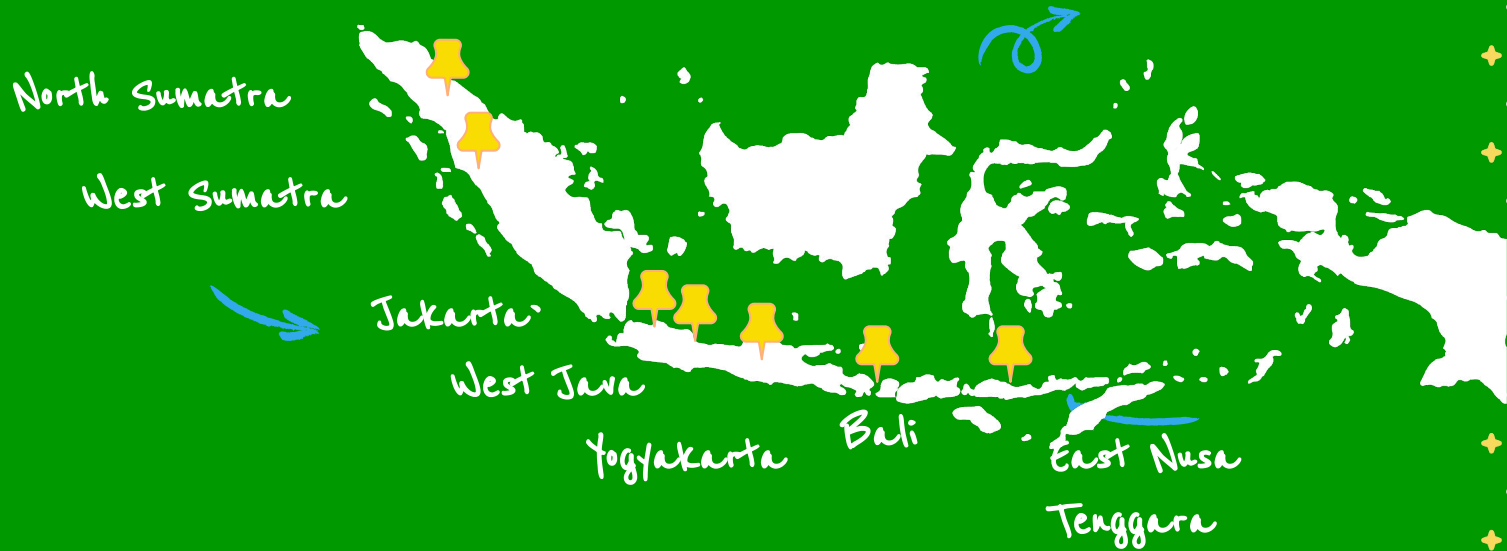 North Sumatra
West Sumatra
Jakarta
West Java
Yogyakarta
Bali
East Nusa
Tenggara